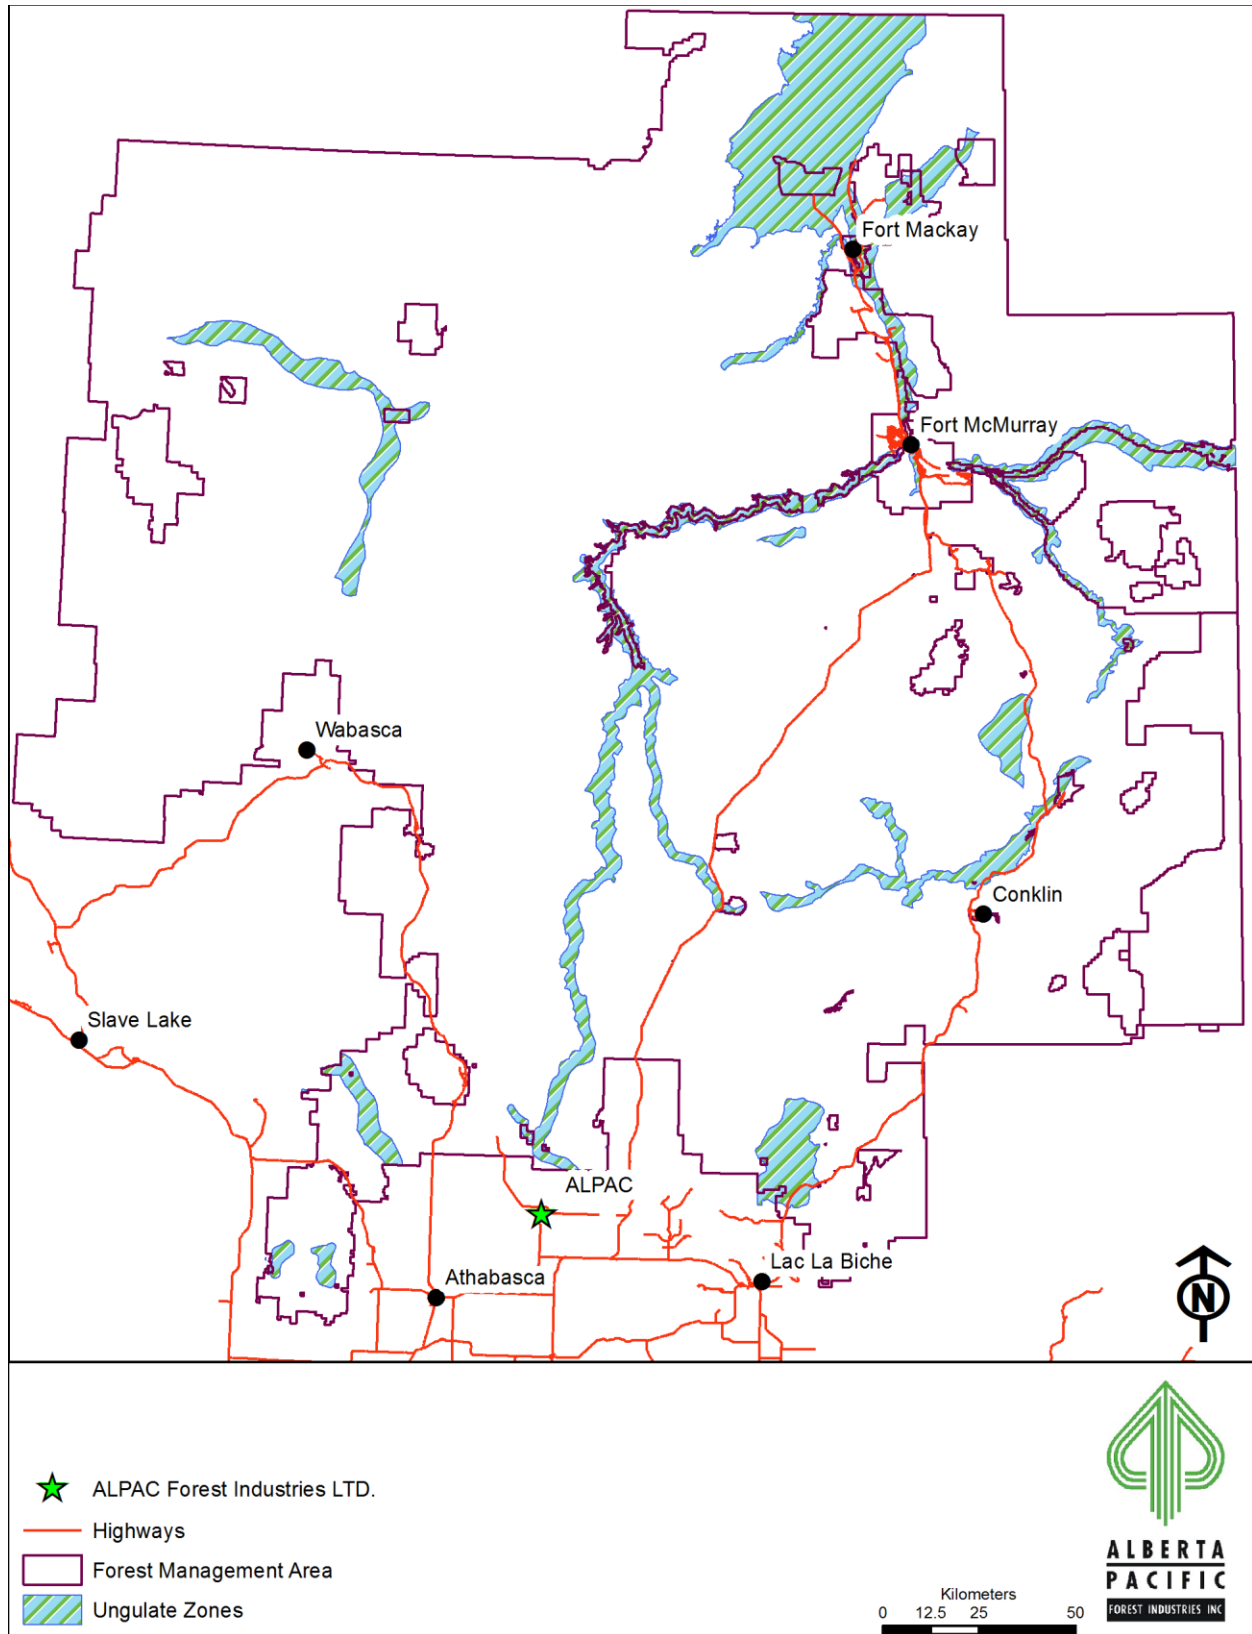 Fort Mackay
Fort McMurray
Wabasca
Conklin
Slave Lake
ALPAC
Lac La Biche
Athabasca
N
ALPAC Forest Industries LTD.
Highways
Forest Management Area
Ungulate Zones
Kilometers
0 12.5 25 50
ALBERTA
PACIFIC
FOREST INDUSTRIES INC